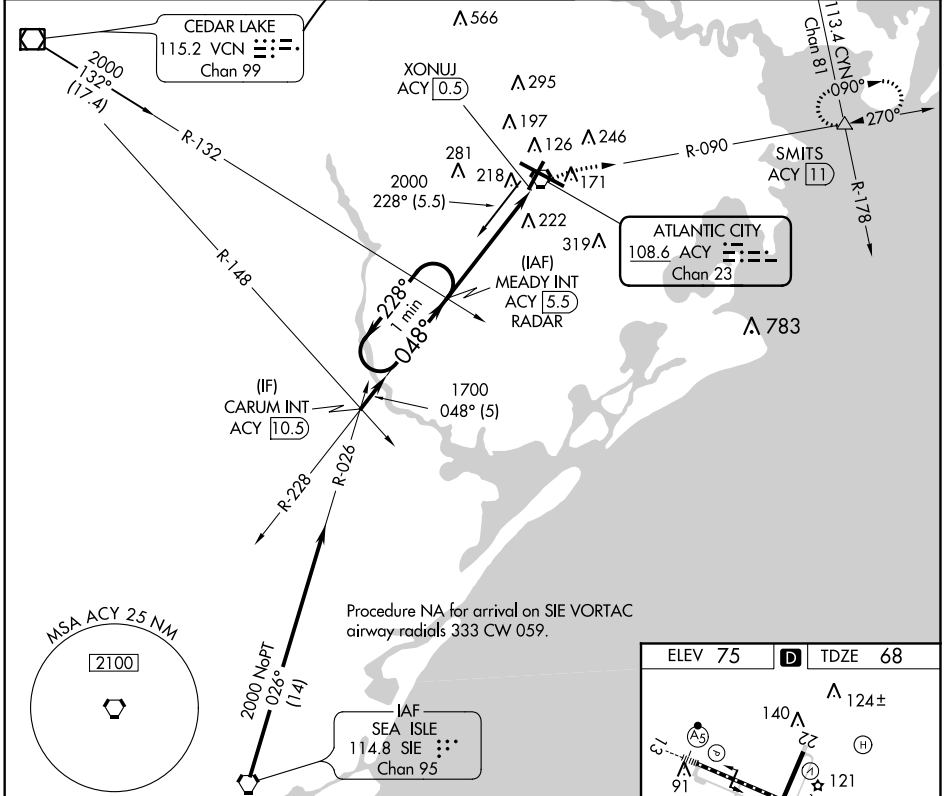 CEDAR LAKE
115.2 VCN
Chan 99
566
113.4 CYN
Chan 81
XONUJ
ACY 0.5
295
2000
132°
(17.4)
090°
270°
197
126
246
R-132
R-090
281
218
171
SMITS
ACY 11
2000
228° (5.5)
R-178
222
319
ATLANTIC CITY
108.6 ACY
Chan 23
R-148
(IAF)
MEADY INT
ACY 5.5
RADAR
228°
1 min
048°
783
(IF)
CARUM INT
ACY 10.5
1700
048° (5)
R-228
R-026
Procedure NA for arrival on SIE VORTAC
airway radials 333 CW 059.
MSA ACY 25 NM
2100
2000 NoPT
026°
(14)
IAF
SEA ISLE
114.8 SIE
Chan 95
ELEV 75
D
TDZE 68
124±
140
22
H
13
A5
P
V
121
91